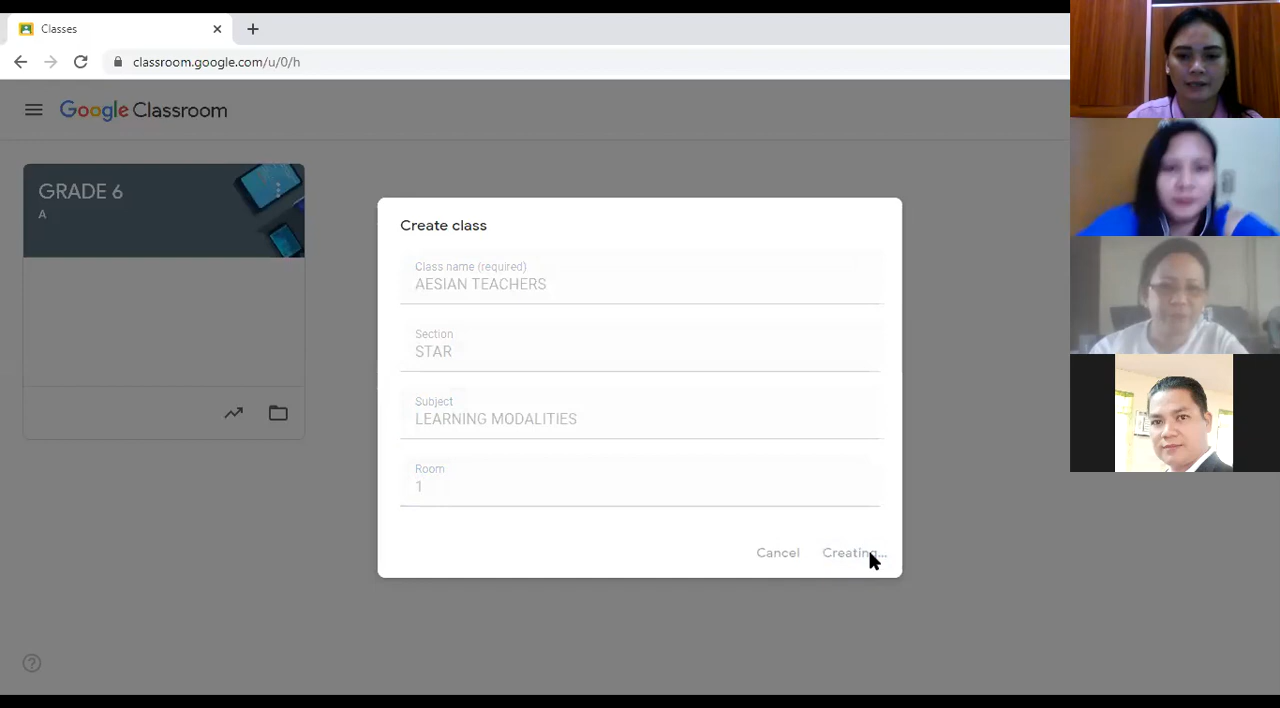 Classes
classroom.google.com/u/0/h
Google Classroom
GRADE 6
A
Create class
Class name (required)
AESIAN TEACHERS
Section
STAR
Subject
LEARNING MODALITIES
Room
1
Cancel
Creating...